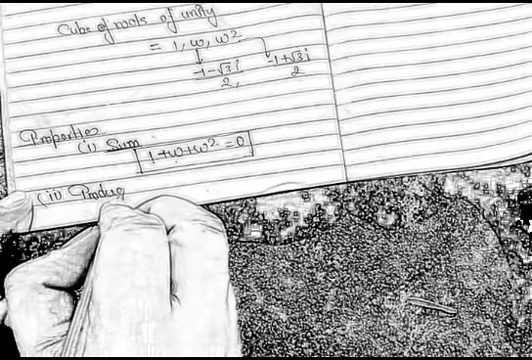 Cube of roots of unity
= 1, ω, ω²
-1-√3i/2, -1+√3i/2
Properties
(i) Sum 1+ω+ω² = 0
(ii) Produc